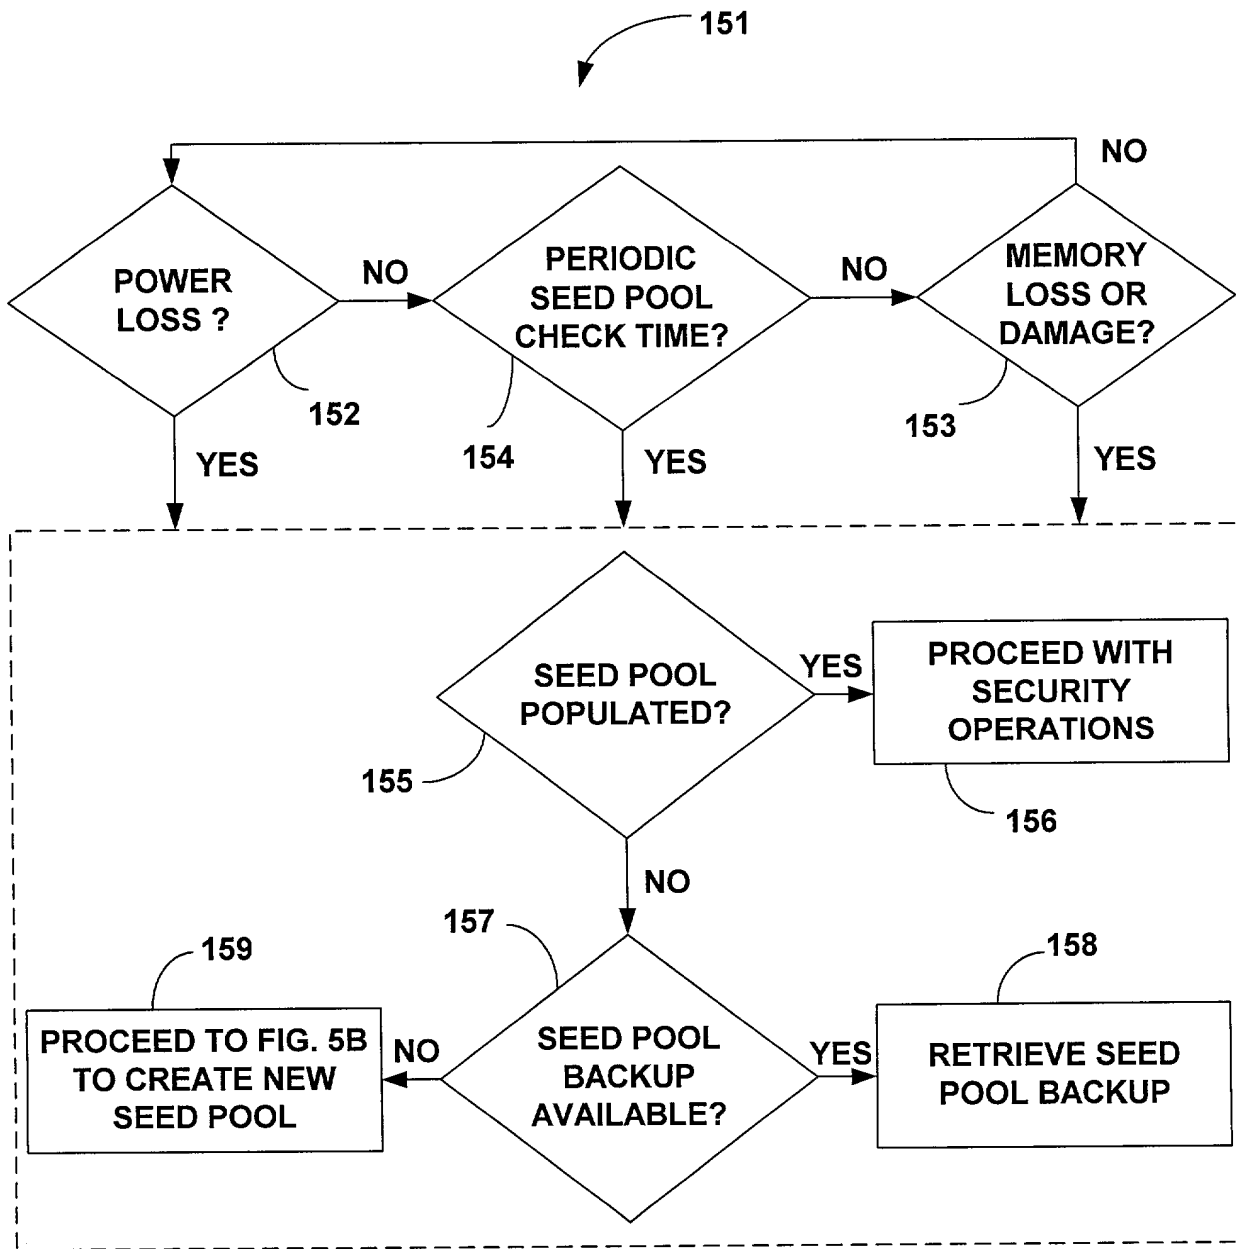 151
NO
POWER
LOSS ?
NO
PERIODIC
SEED POOL
CHECK TIME?
NO
MEMORY
LOSS OR
DAMAGE?
152
154
153
YES
YES
YES
SEED POOL
POPULATED?
YES
PROCEED WITH
SECURITY
OPERATIONS
155
156
NO
157
159
158
PROCEED TO FIG. 5B
TO CREATE NEW
SEED POOL
NO
SEED POOL
BACKUP
AVAILABLE?
YES
RETRIEVE SEED
POOL BACKUP